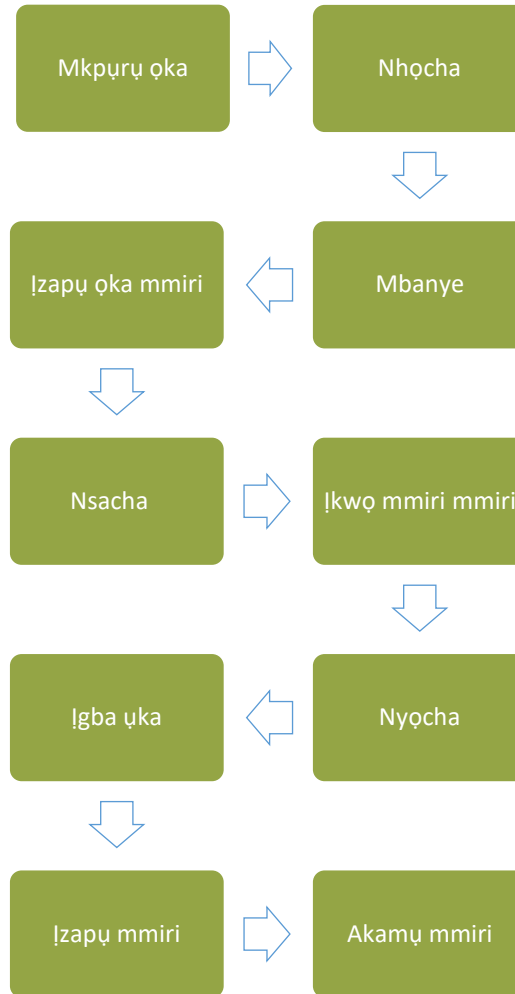 Mkpụrụ ọka
Nhọcha
Mbanye
Ịzapụ ọka mmiri
Nsacha
Ịkwọ mmiri mmiri
Nyọcha
Ịgba ụka
Ịzapụ mmiri
Akamụ mmiri